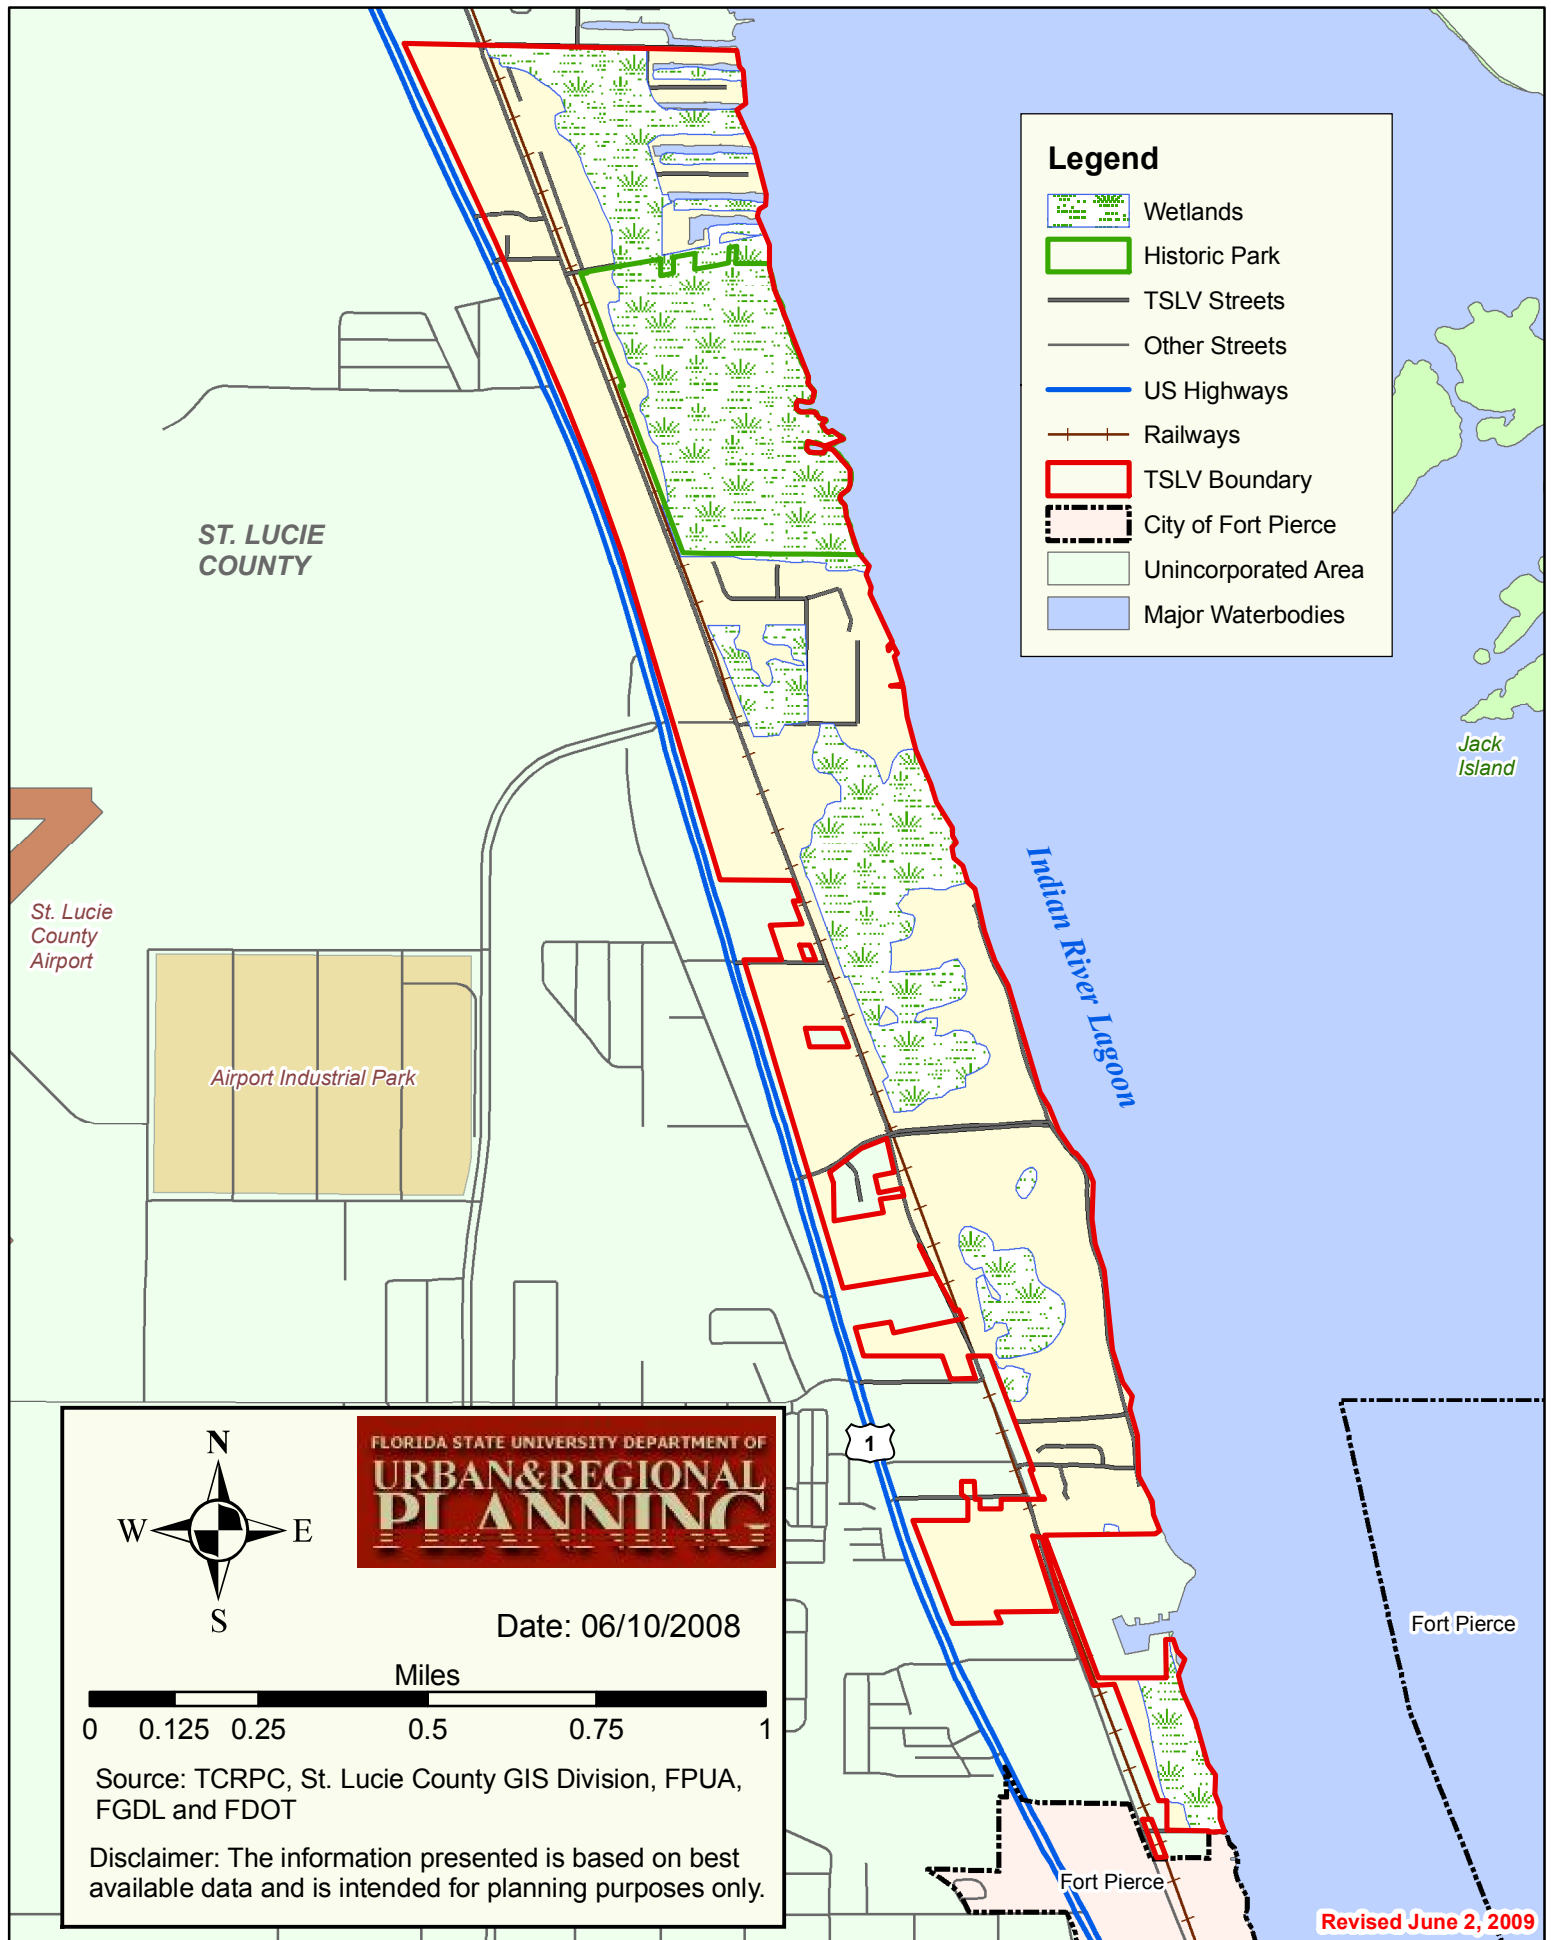 Legend
Wetlands
Historic Park
TSLV Streets
Other Streets
US Highways
Railways
TSLV Boundary
City of Fort Pierce
Unincorporated Area
Major Waterbodies
ST. LUCIE
COUNTY
Jack
Island
Indian River Lagoon
St. Lucie
County
Airport
Airport Industrial Park
1
N
W
E
S
FLORIDA STATE UNIVERSITY DEPARTMENT OF
URBAN&REGIONAL
PLANNING
Date: 06/10/2008
Miles
0 0.125 0.25 0.5 0.75 1
Source: TCRPC, St. Lucie County GIS Division, FPUA,
FGDL and FDOT
Disclaimer: The information presented is based on best
available data and is intended for planning purposes only.
Fort Pierce
Fort Pierce
Revised June 2, 2009